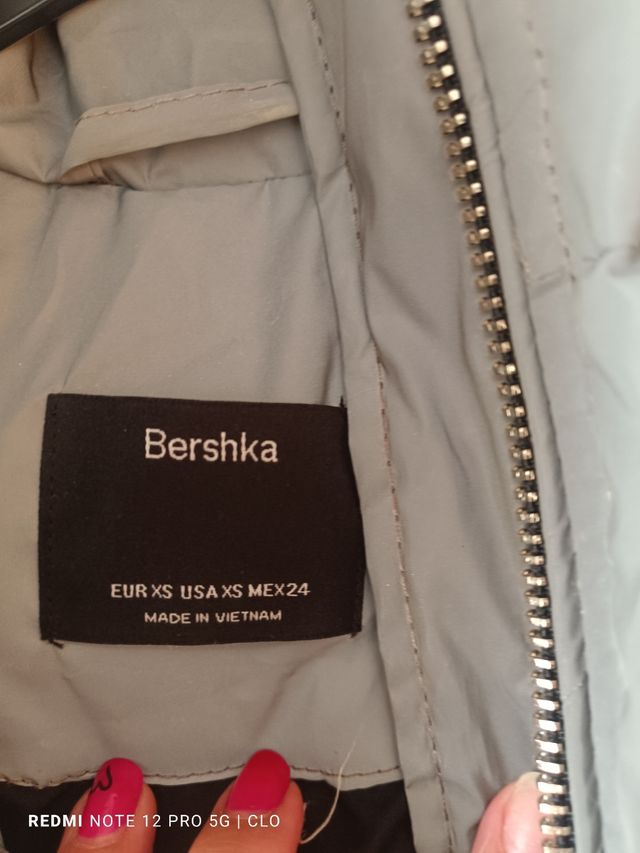 Bershka
EUR XS USA XS MEX 24
MADE IN VIETNAM
REDMI NOTE 12 PRO 5G | CLO